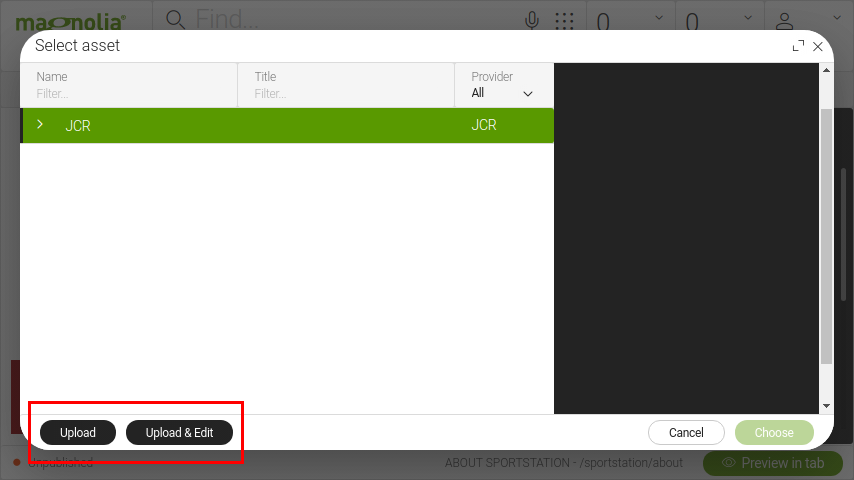 magnolia®
Find...
0
0
Select asset
Name
Title
Provider
Filter...
Filter...
All
JCR
JCR
Upload
Upload & Edit
Cancel
Choose
Unpublished
ABOUT SPORTSTATION - /sportstation/about
Preview in tab